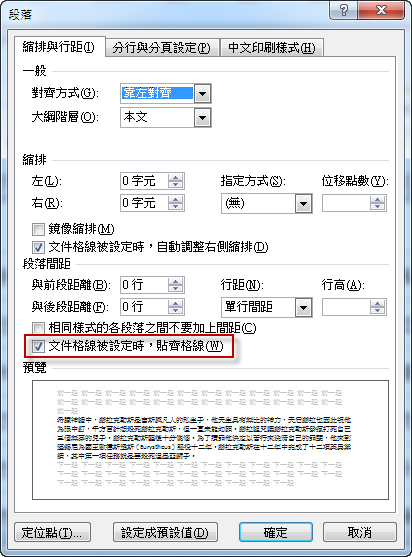 段落
縮排與行距(I) 分行與分頁設定(P) 中文印刷樣式(H)
一般
對齊方式(G): 靠左對齊
大綱階層(O): 本文
縮排
左(L): 0 字元 指定方式(S): 位移點數(Y):
右(R): 0 字元 (無)
鏡像縮排(M)
文件格線被設定時，自動調整右側縮排(D)
段落間距
與前段距離(B): 0 行 行距(N): 行高(A):
與後段距離(F): 0 行 單行間距
相同樣式的各段落之間不要加上間距(C)
文件格線被設定時，貼齊格線(W)
預覽
定位點(T)... 設定成預設值(D) 確定 取消